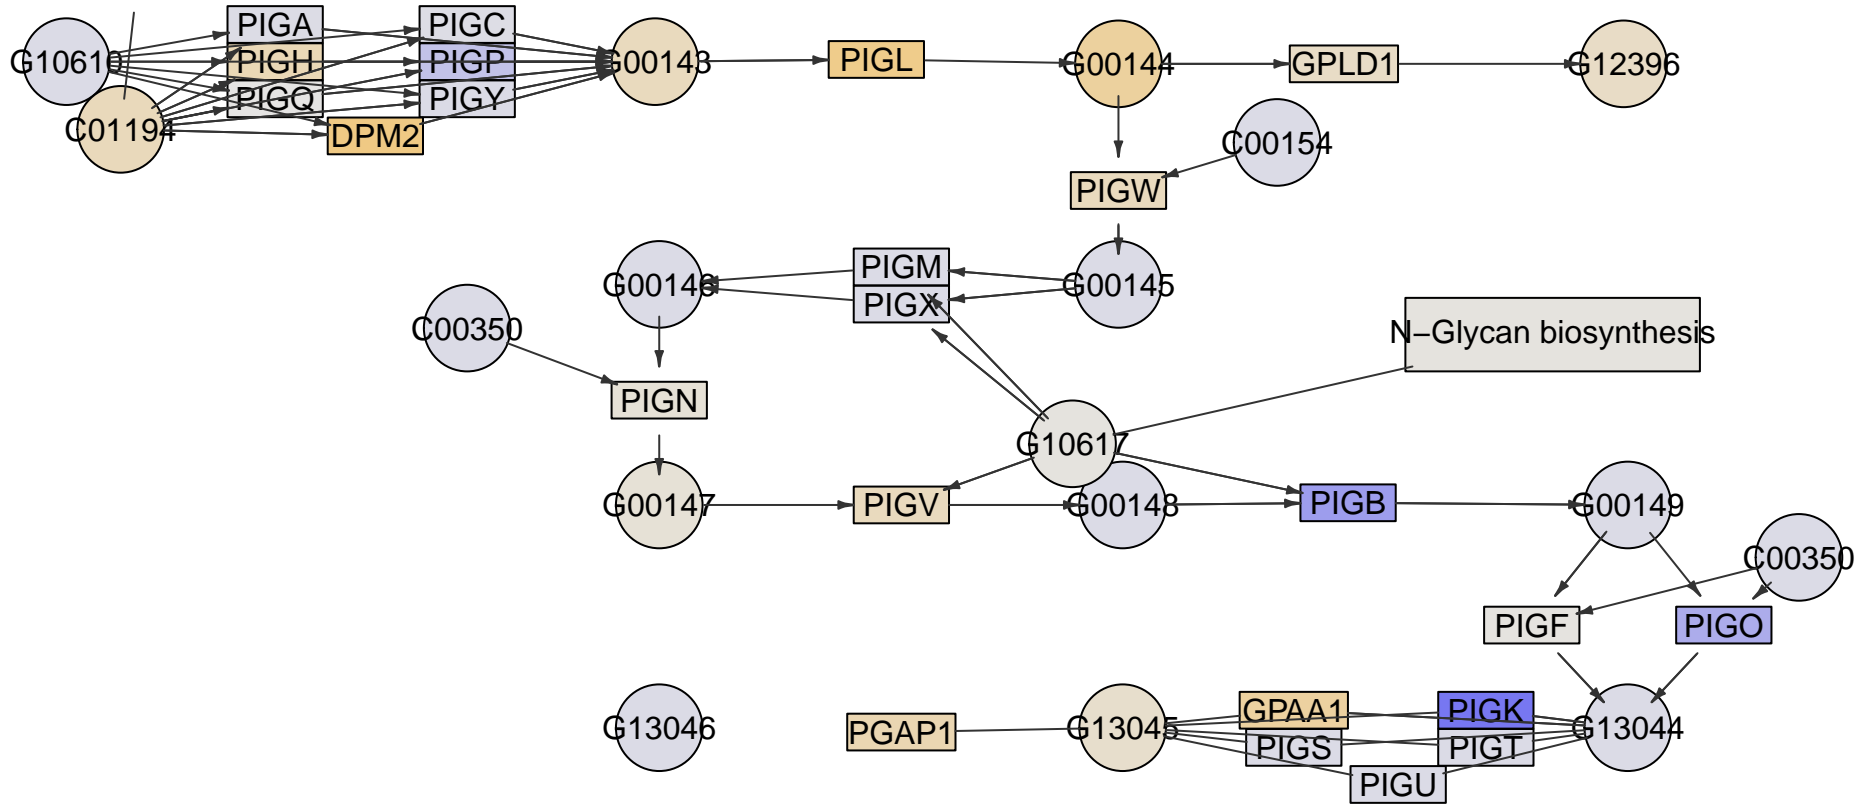 PIGA
PIGC
G10610
PIGH
PIGP
G00143
PIGL
G00144
GPLD1
G12396
PIGQ
PIGY
C01194
DPM2
C00154
PIGW
PIGM
G00146
G00145
PIGX
C00350
N−Glycan biosynthesis
PIGN
G10617
G00147
PIGV
G00148
PIGB
G00149
C00350
PIGF
PIGO
GPAA1
PIGK
G13046
PGAP1
G13045
G13044
PIGS
PIGT
PIGU